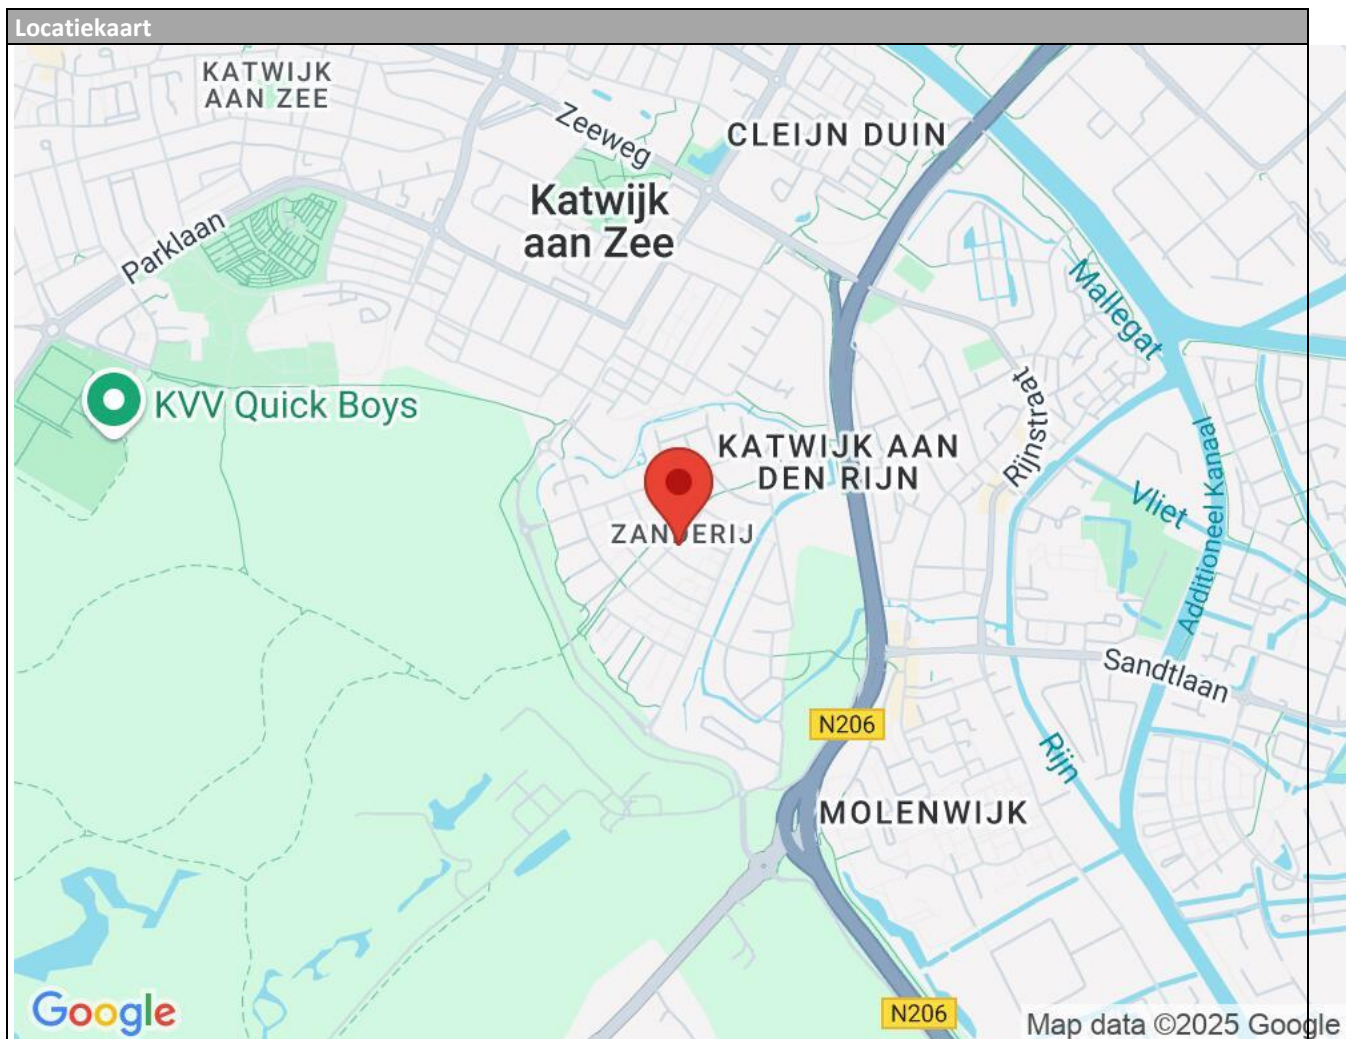 Locatiekaart
KATWIJK
AAN ZEE
Zeeweg
CLEIJN DUIN
Katwijk
aan Zee
Parklaan
Mallegat
KVV Quick Boys
Rijnstraat
KATWIJK AAN
DEN RIJN
Vliet
Additioneel Kanaal
ZANDERIJ
Sandtlaan
N206
Rijn
MOLENWIJK
Google
N206
Map data ©2025 Google